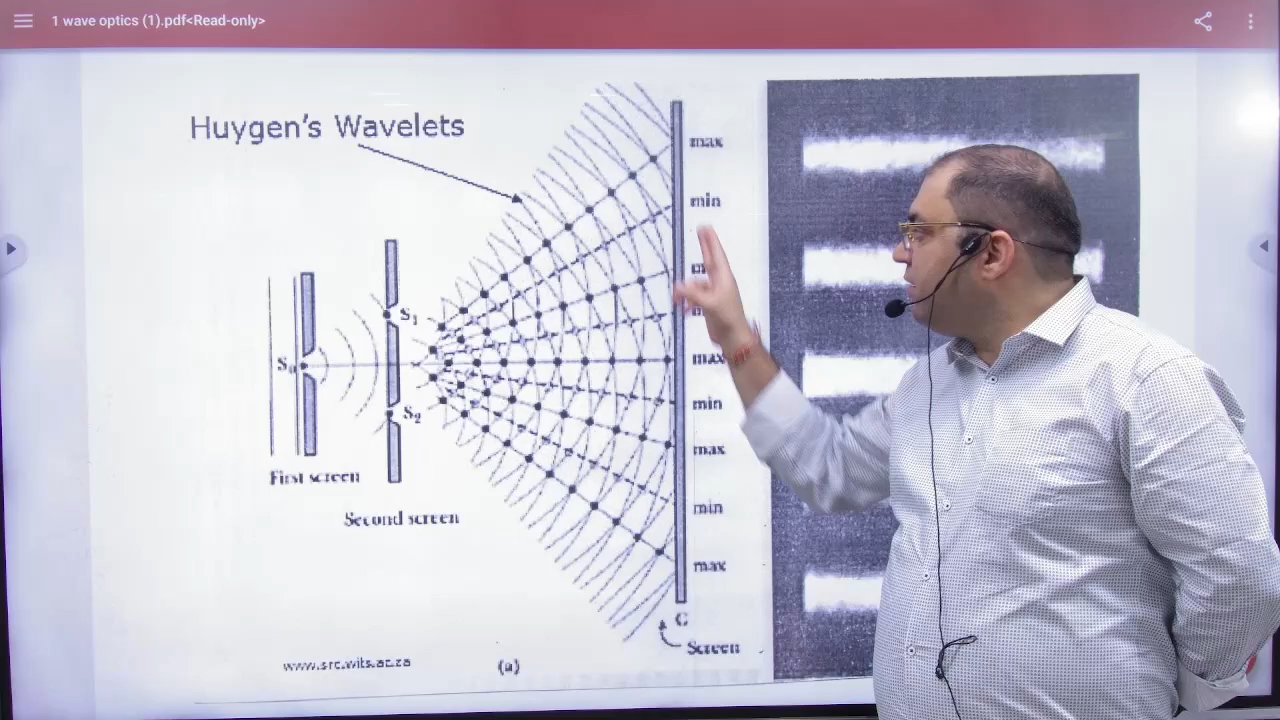 1 wave optics (1).pdf<Read-only>
Huygen's Wavelets
max
min
S₁
S₀
max
min
S₂
max
First screen
min
Second screen
max
C
Screen
www.src.wits.ac.za
(a)